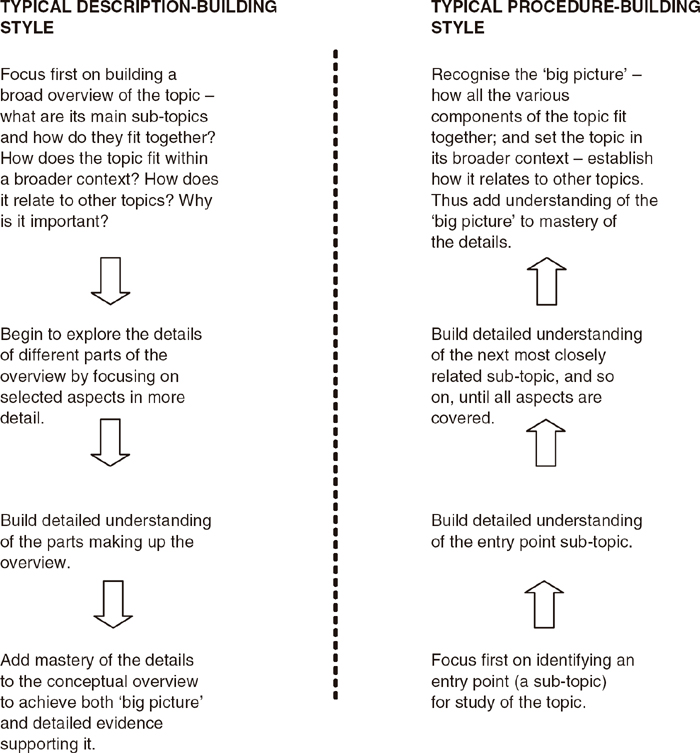 TYPICAL DESCRIPTION-BUILDING
STYLE
Focus first on building a
broad overview of the topic –
what are its main sub-topics
and how do they fit together?
How does the topic fit within
a broader context? How does
it relate to other topics? Why
is it important?
Begin to explore the details
of different parts of the
overview by focusing on
selected aspects in more
detail.
Build detailed understanding
of the parts making up the
overview.
Add mastery of the details
to the conceptual overview
to achieve both ‘big picture’
and detailed evidence
supporting it.
TYPICAL PROCEDURE-BUILDING
STYLE
Recognise the ‘big picture’ –
how all the various
components of the topic fit
together; and set the topic in
its broader context – establish
how it relates to other topics.
Thus add understanding of the
‘big picture’ to mastery of
the details.
Build detailed understanding
of the next most closely
related sub-topic, and so
on, until all aspects are
covered.
Build detailed understanding
of the entry point sub-topic.
Focus first on identifying an
entry point (a sub-topic)
for study of the topic.